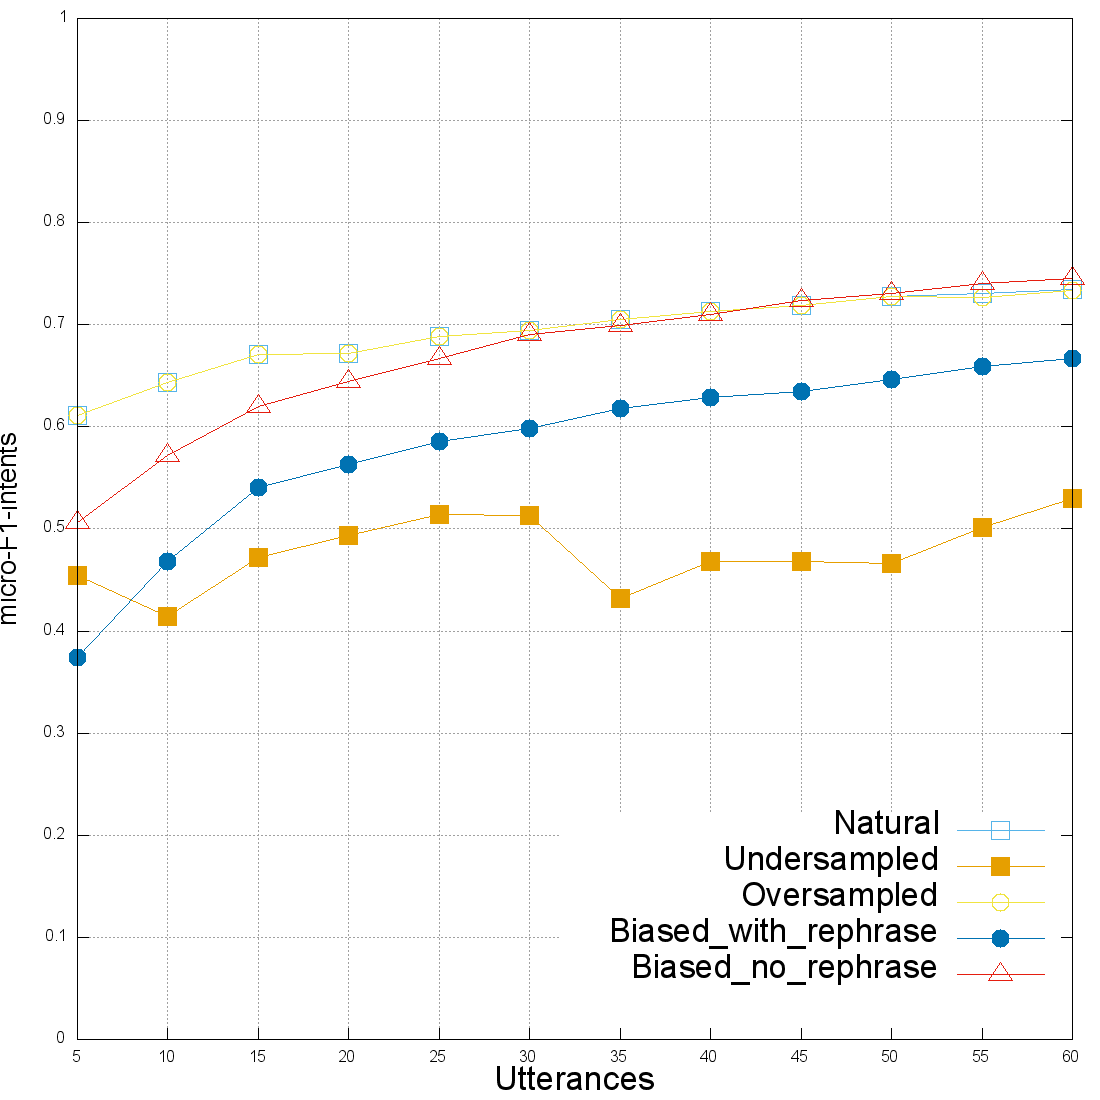 1
0.9
0.8
0.7
0.6
0.5
0.4
0.3
0.2
0.1
0
micro-F1-intents
Natural
Undersampled
Oversampled
Biased_with_rephrase
Biased_no_rephrase
5 10 15 20 25 30 35 40 45 50 55 60
Utterances